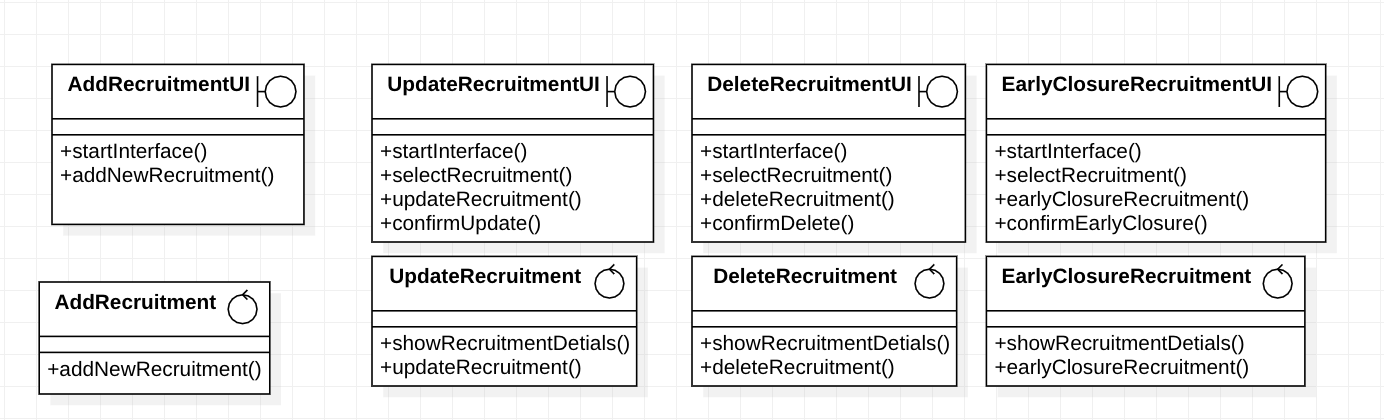 AddRecruitmentUI
+startInterface()
+addNewRecruitment()
UpdateRecruitmentUI
+startInterface()
+selectRecruitment()
+updateRecruitment()
+confirmUpdate()
DeleteRecruitmentUI
+startInterface()
+selectRecruitment()
+deleteRecruitment()
+confirmDelete()
EarlyClosureRecruitmentUI
+startInterface()
+selectRecruitment()
+earlyClosureRecruitment()
+confirmEarlyClosure()
AddRecruitment
+addNewRecruitment()
UpdateRecruitment
+showRecruitmentDetials()
+updateRecruitment()
DeleteRecruitment
+showRecruitmentDetials()
+deleteRecruitment()
EarlyClosureRecruitment
+showRecruitmentDetials()
+earlyClosureRecruitment()